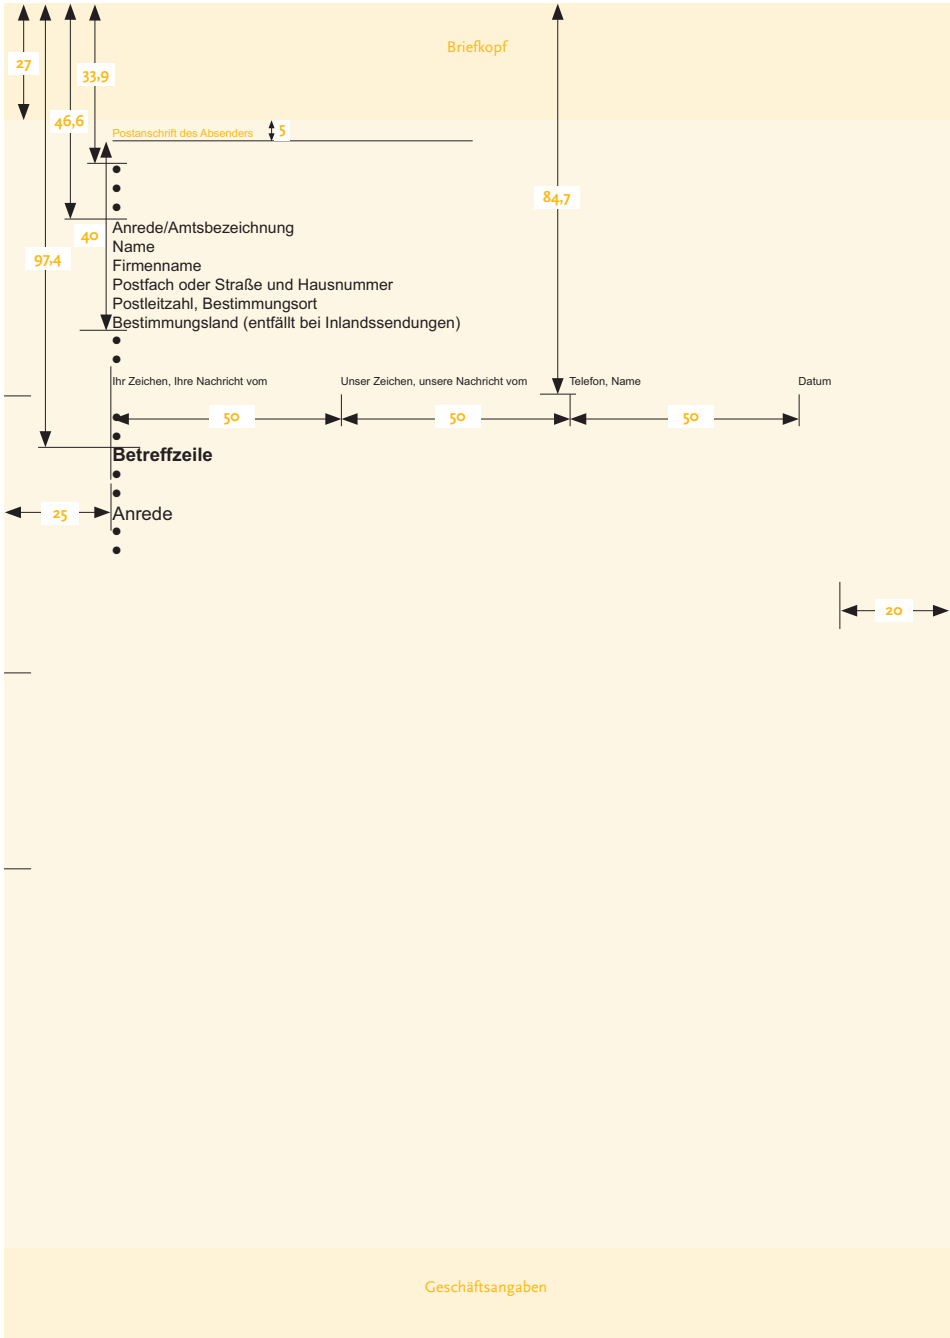 Briefkopf
27
33,9
46,6
Postanschrift des Absenders
5
84,7
Anrede/Amtsbezeichnung
40
Name
97,4
Firmenname
Postfach oder Straße und Hausnummer
Postleitzahl, Bestimmungsort
Bestimmungsland (entfällt bei Inlandssendungen)
Ihr Zeichen, Ihre Nachricht vom
Unser Zeichen, unsere Nachricht vom
Telefon, Name
Datum
50
50
50
Betreffzeile
25
Anrede
20
Geschäftsangaben